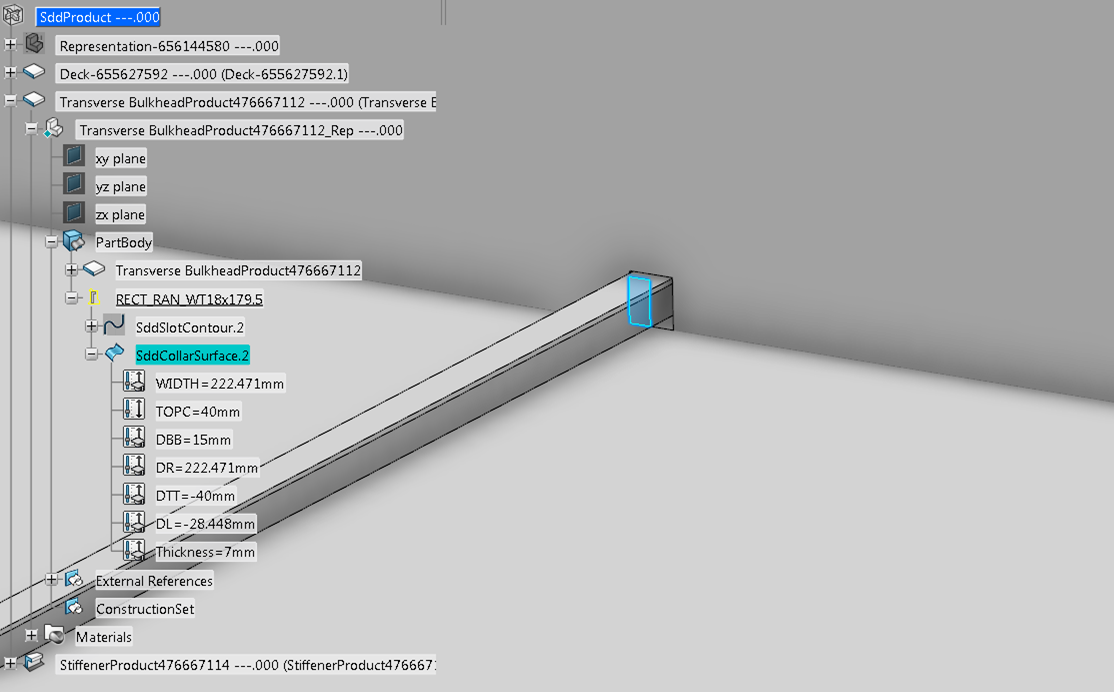 SddProduct ---.000
Representation-656144580 ---.000
Deck-655627592 ---.000 (Deck-655627592.1)
Transverse BulkheadProduct476667112 ---.000 (Transverse B
Transverse BulkheadProduct476667112_Rep ---.000
xy plane
yz plane
zx plane
PartBody
Transverse BulkheadProduct476667112
RECT_RAN_WT18x179.5
SddSlotContour.2
SddCollarSurface.2
WIDTH=222.471mm
TOPC=40mm
DBB=15mm
DR=222.471mm
DTT=-40mm
DL=-28.448mm
Thickness=7mm
External References
ConstructionSet
Materials
StiffenerProduct476667114 ---.000 (StiffenerProduct4766671